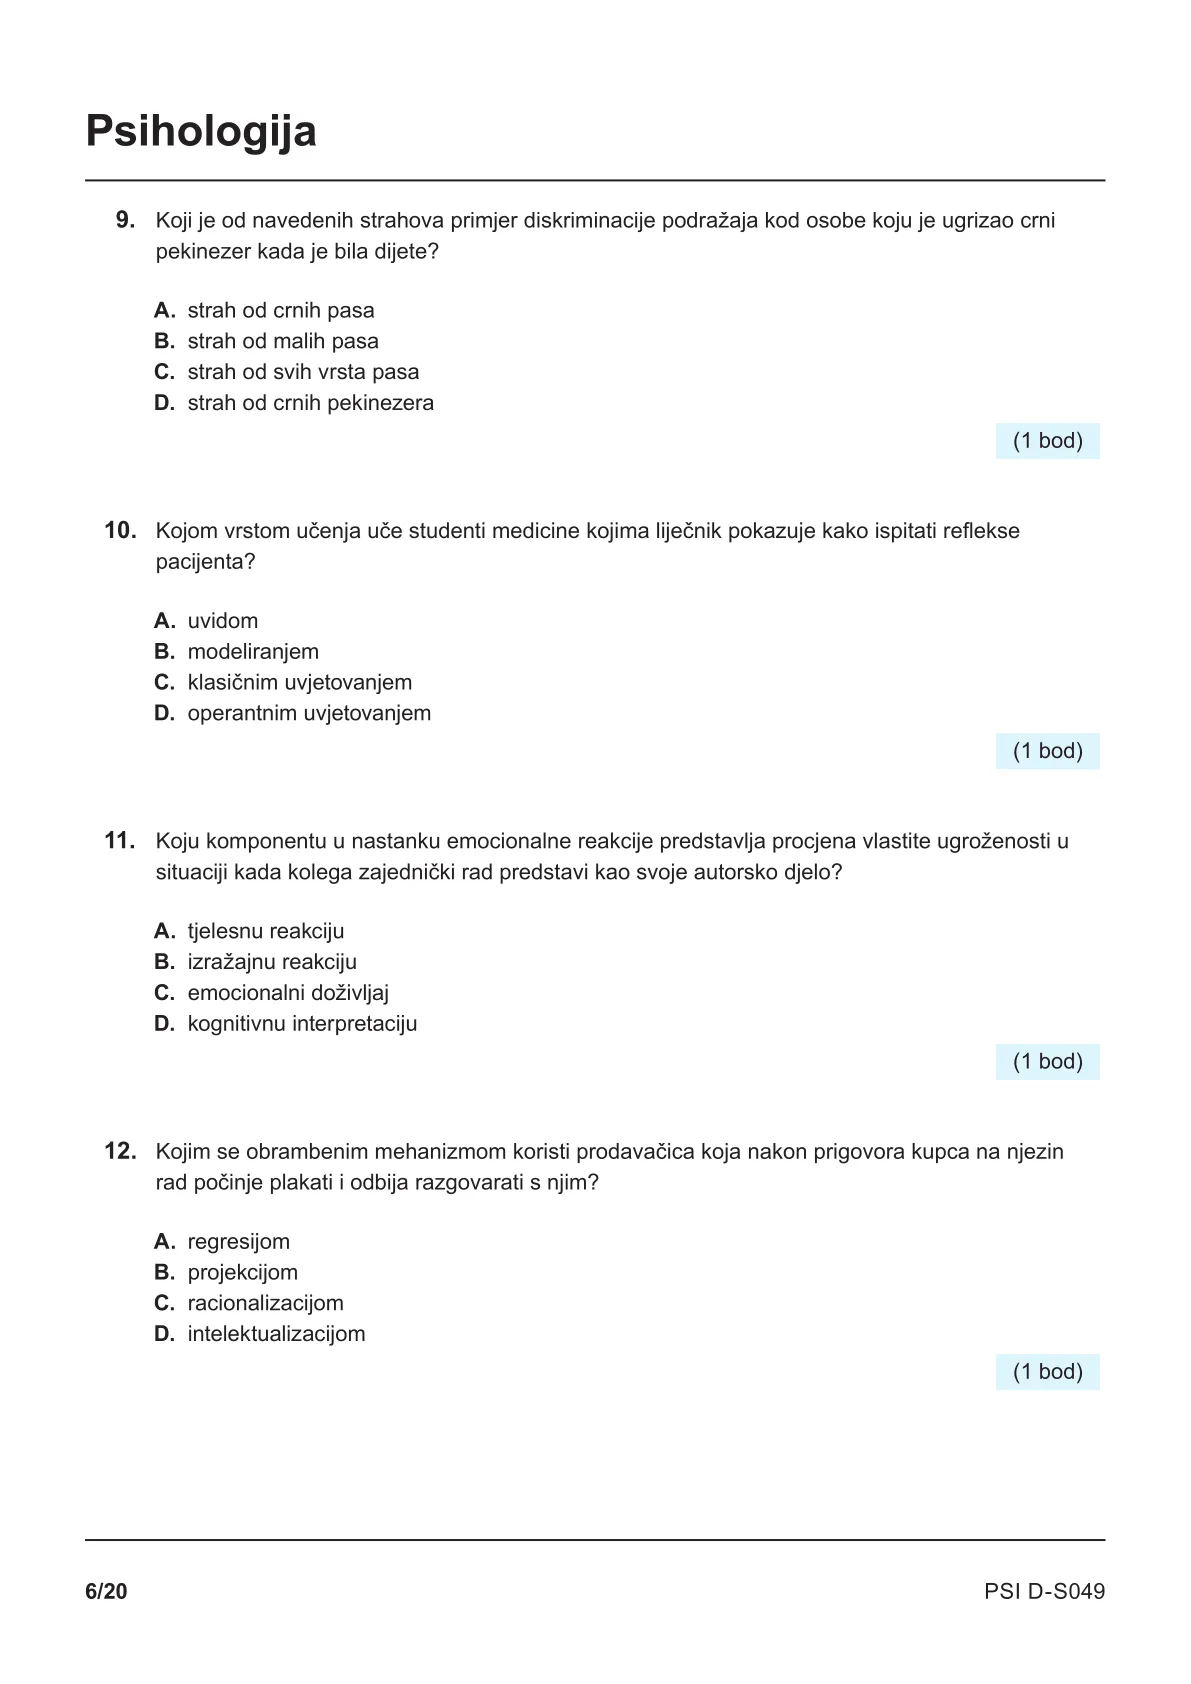 Psihologija
9. Koji je od navedenih strahova primjer diskriminacije podražaja kod osobe koju je ugrizao crni
pekinezer kada je bila dijete?
A. strah od crnih pasa
B. strah od malih pasa
C. strah od svih vrsta pasa
D. strah od crnih pekinezera
(1 bod)
10. Kojom vrstom učenja uče studenti medicine kojima liječnik pokazuje kako ispitati reflekse
pacijenta?
A. uvidom
B. modeliranjem
C. klasičnim uvjetovanjem
D. operantnim uvjetovanjem
(1 bod)
11. Koju komponentu u nastanku emocionalne reakcije predstavlja procjena vlastite ugroženosti u
situaciji kada kolega zajednički rad predstavi kao svoje autorsko djelo?
A. tjelesnu reakciju
B. izražajnu reakciju
C. emocionalni doživljaj
D. kognitivnu interpretaciju
(1 bod)
12. Kojim se obrambenim mehanizmom koristi prodavačica koja nakon prigovora kupca na njezin
rad počinje plakati i odbija razgovarati s njim?
A. regresijom
B. projekcijom
C. racionalizacijom
D. intelektualizacijom
(1 bod)
6/20
PSI D-S049